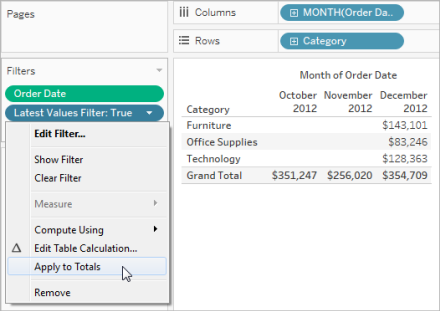 Pages
Columns
MONTH(Order Da..
Rows
Category
Filters
Order Date
Latest Values Filter: True
Edit Filter...
Show Filter
Clear Filter
Measure
Compute Using
Edit Table Calculation...
Apply to Totals
Remove
Month of Order Date
Category October 2012 November 2012 December 2012
Furniture $143,101
Office Supplies $83,246
Technology $128,363
Grand Total $351,247 $256,020 $354,709